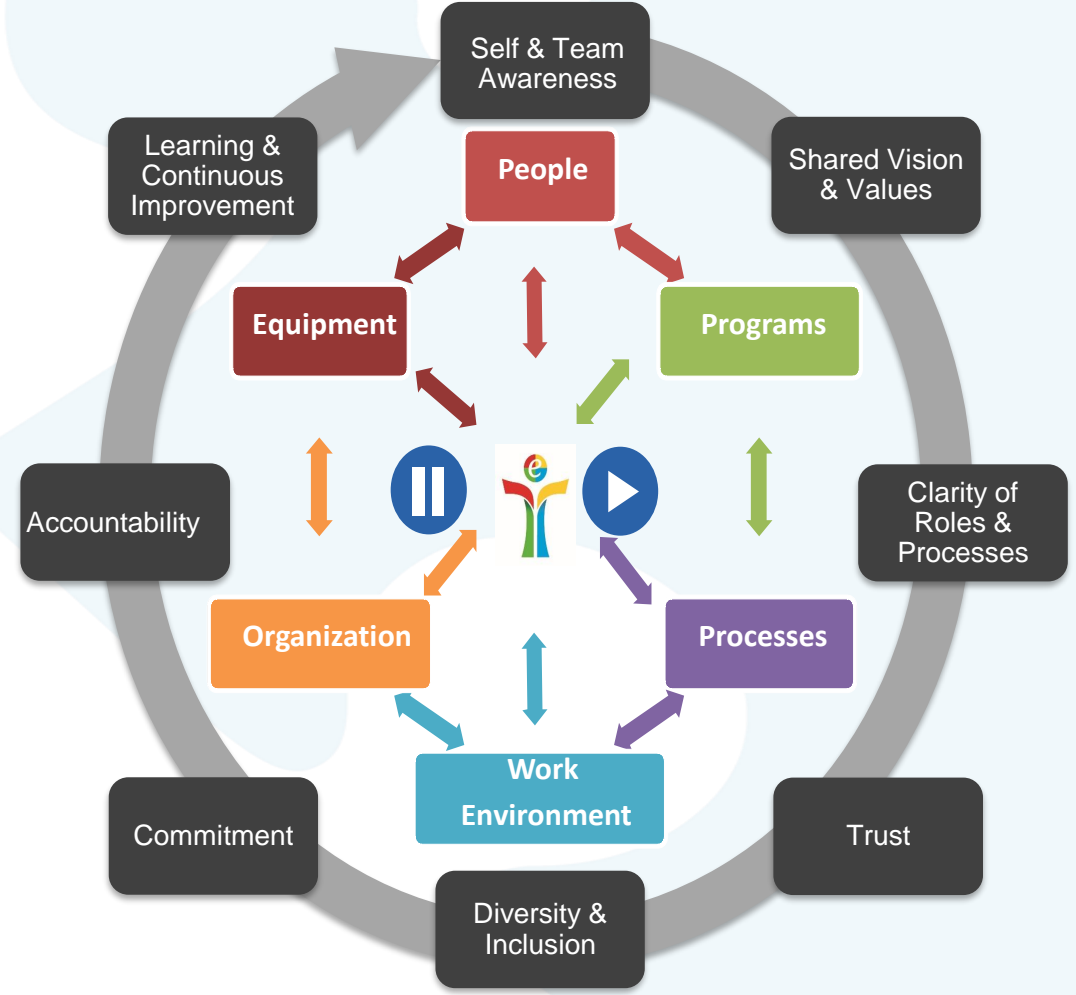 Self & Team
Awareness
Learning &
Continuous
Improvement
People
Shared Vision
& Values
Equipment
Programs
e
Accountability
Clarity of
Roles &
Processes
Organization
Processes
Work
Environment
Commitment
Trust
Diversity &
Inclusion